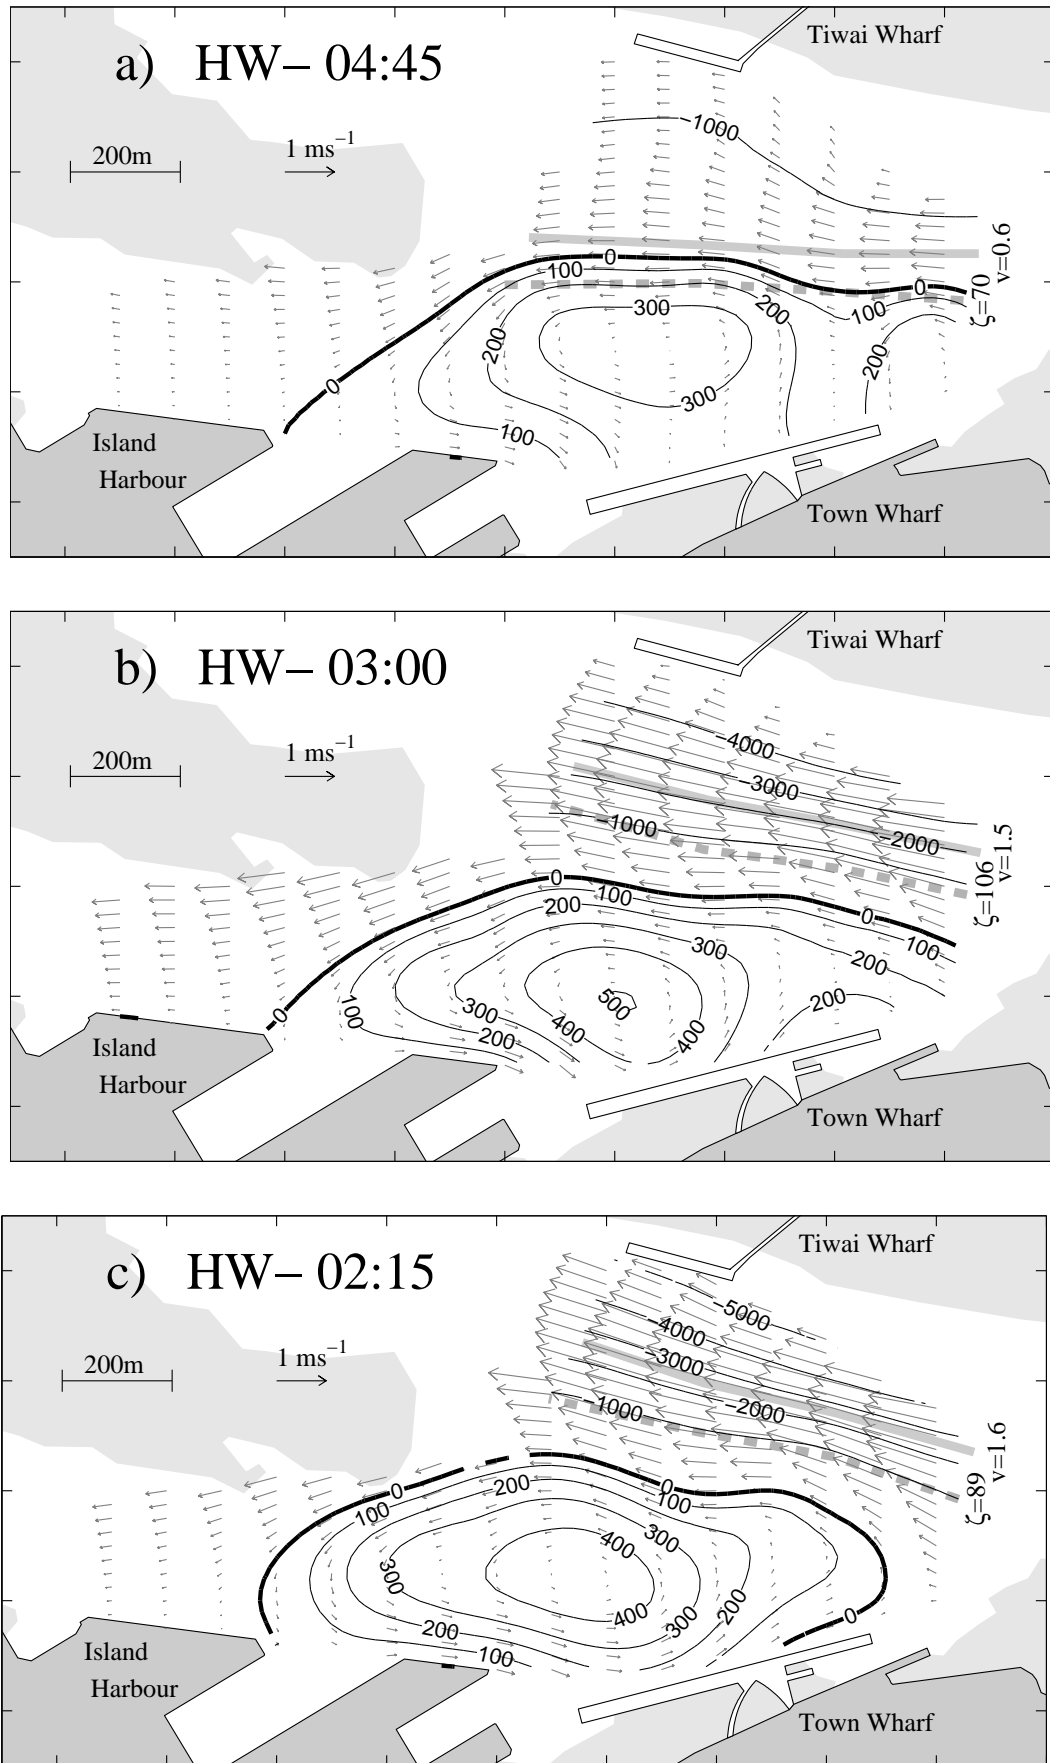 a) HW– 04:45
Tiwai Wharf
200m
1 ms⁻¹
−1000
0
100
0
100
300
200
200
200
300
0
100
v=0.6
ζ=70
Island
Harbour
Town Wharf
b) HW– 03:00
Tiwai Wharf
200m
1 ms⁻¹
−4000
−3000
−1000
−2000
0
100
200
0
100
300
200
500
200
100
300
400
400
200
0
v=1.5
ζ=106
Island
Harbour
Town Wharf
c) HW– 02:15
Tiwai Wharf
200m
1 ms⁻¹
−5000
−4000
−3000
−1000
−2000
0
200
0
100
100
300
400
300
200
400
300
0
200
100
v=1.6
ζ=89
Island
Harbour
Town Wharf